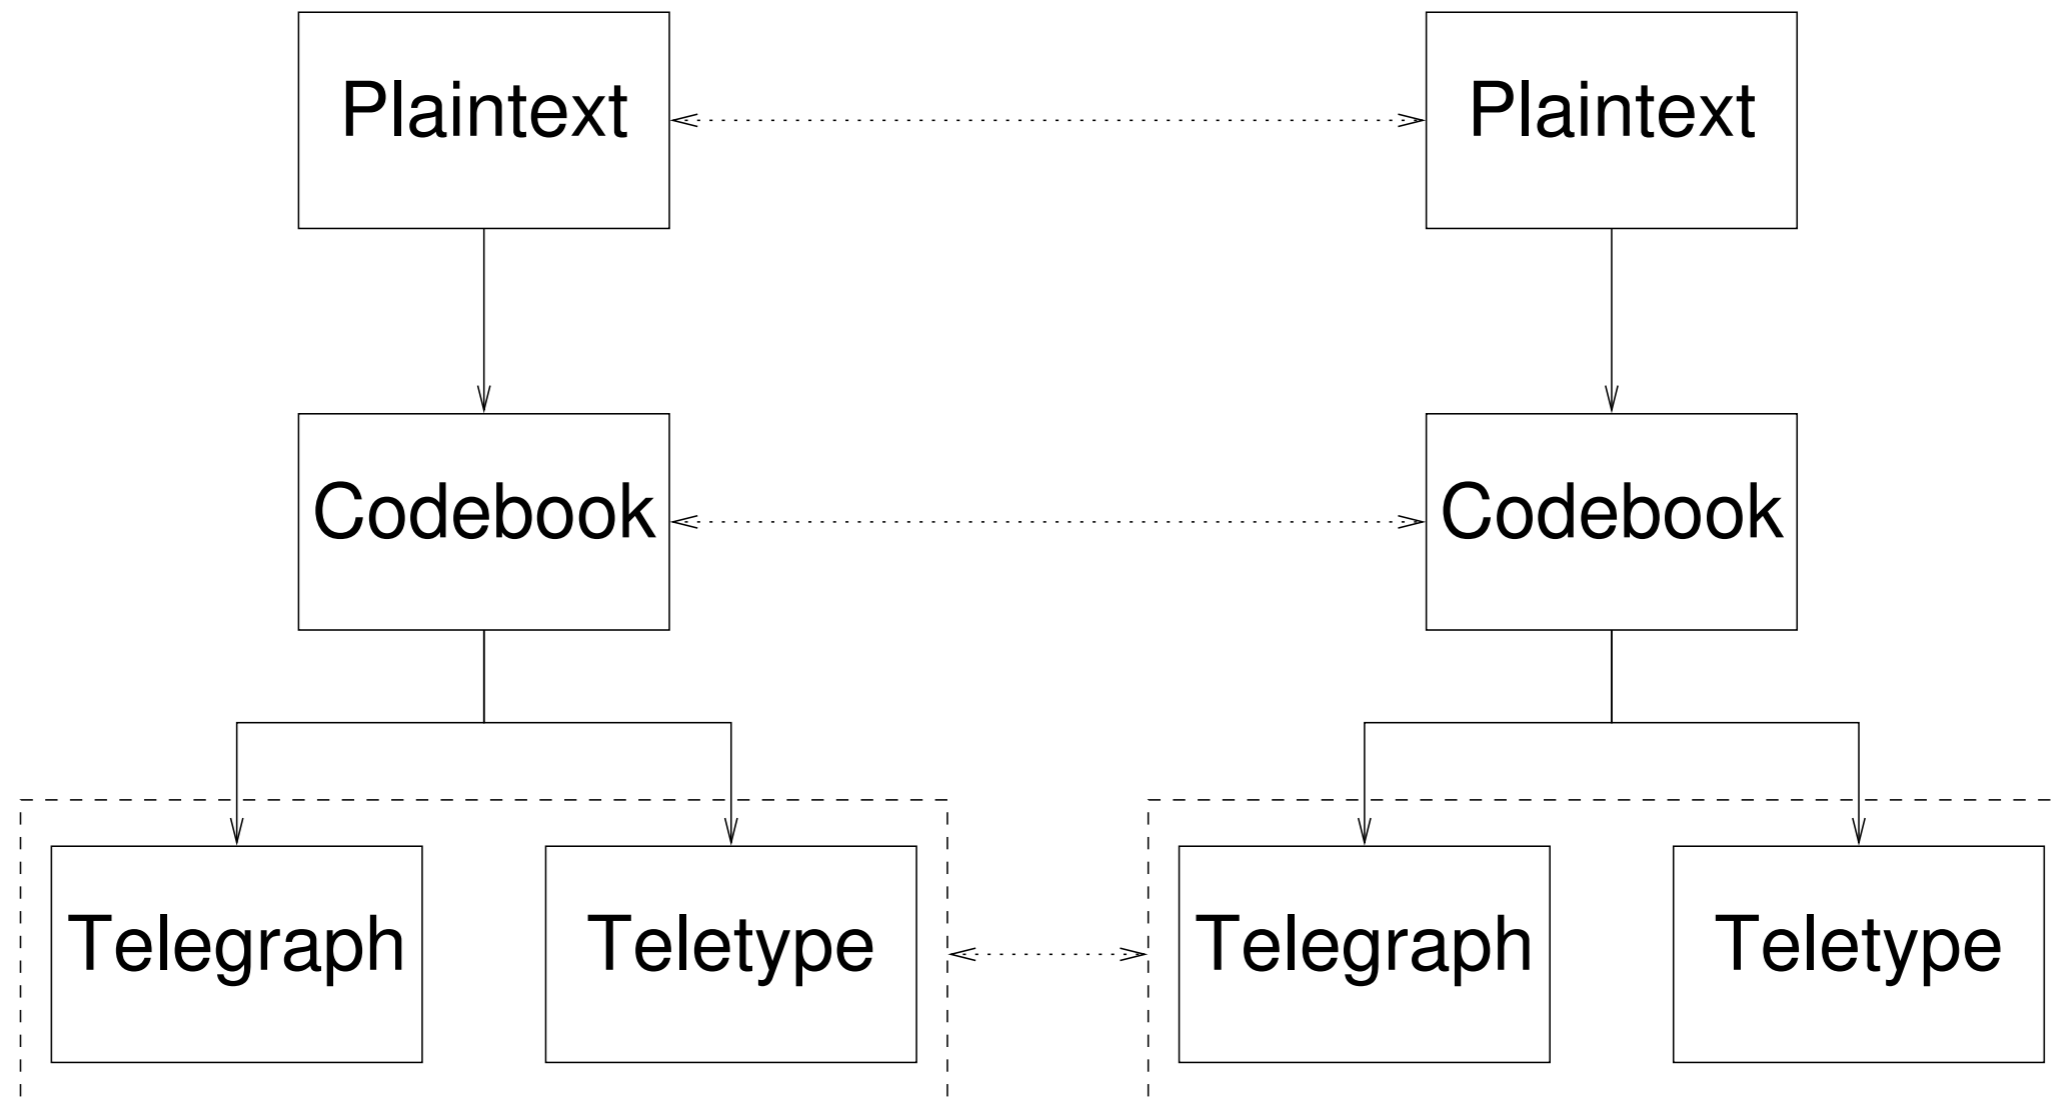 Plaintext
Plaintext
Codebook
Codebook
Telegraph
Teletype
Telegraph
Teletype